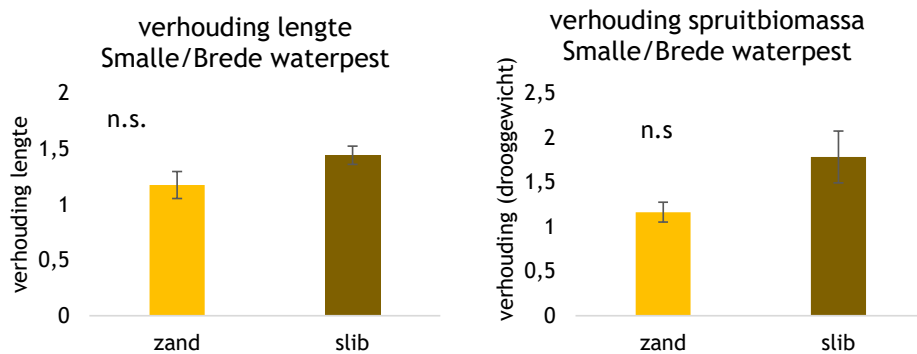 verhouding lengte
Smalle/Brede waterpest
verhouding lengte
2
1,5
1
0,5
0
n.s.
zand
slib
verhouding spruitbiomassa
Smalle/Brede waterpest
verhouding (drooggewicht)
2,5
2
1,5
1
0,5
0
n.s
zand
slib